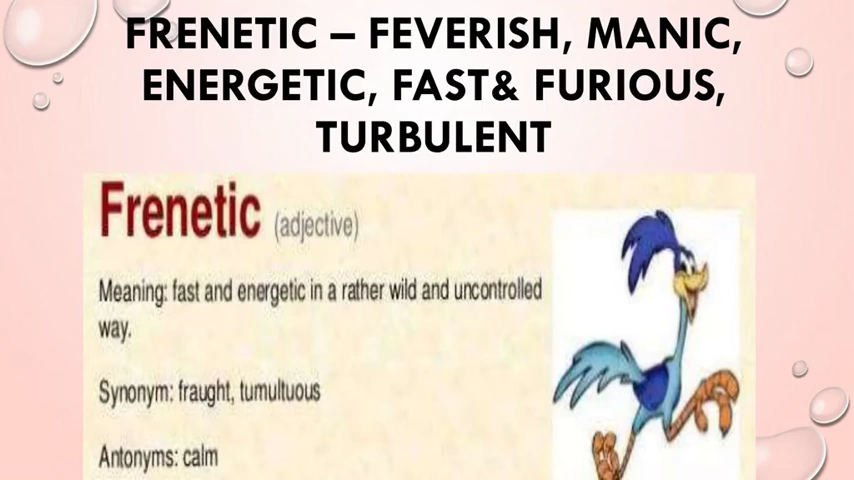 FRENETIC – FEVERISH, MANIC,
ENERGETIC, FAST& FURIOUS,
TURBULENT
Frenetic (adjective)
Meaning: fast and energetic in a rather wild and uncontrolled
way.
Synonym: fraught, tumultuous
Antonyms: calm